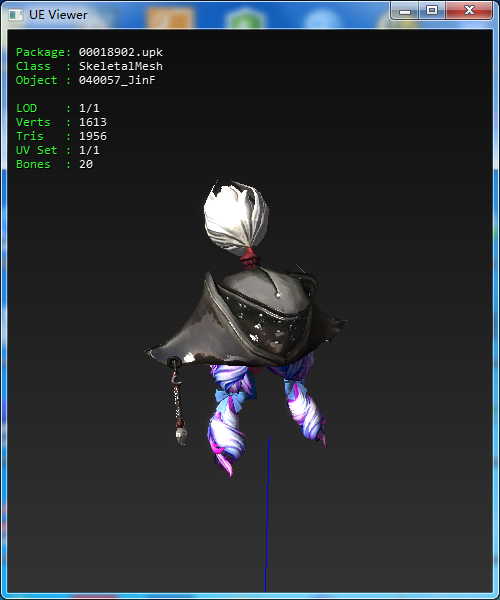 UE Viewer
Package: 00018902.upk
Class : SkeletalMesh
Object : 040057_JinF
LOD : 1/1
Verts : 1613
Tris : 1956
UV Set : 1/1
Bones : 20